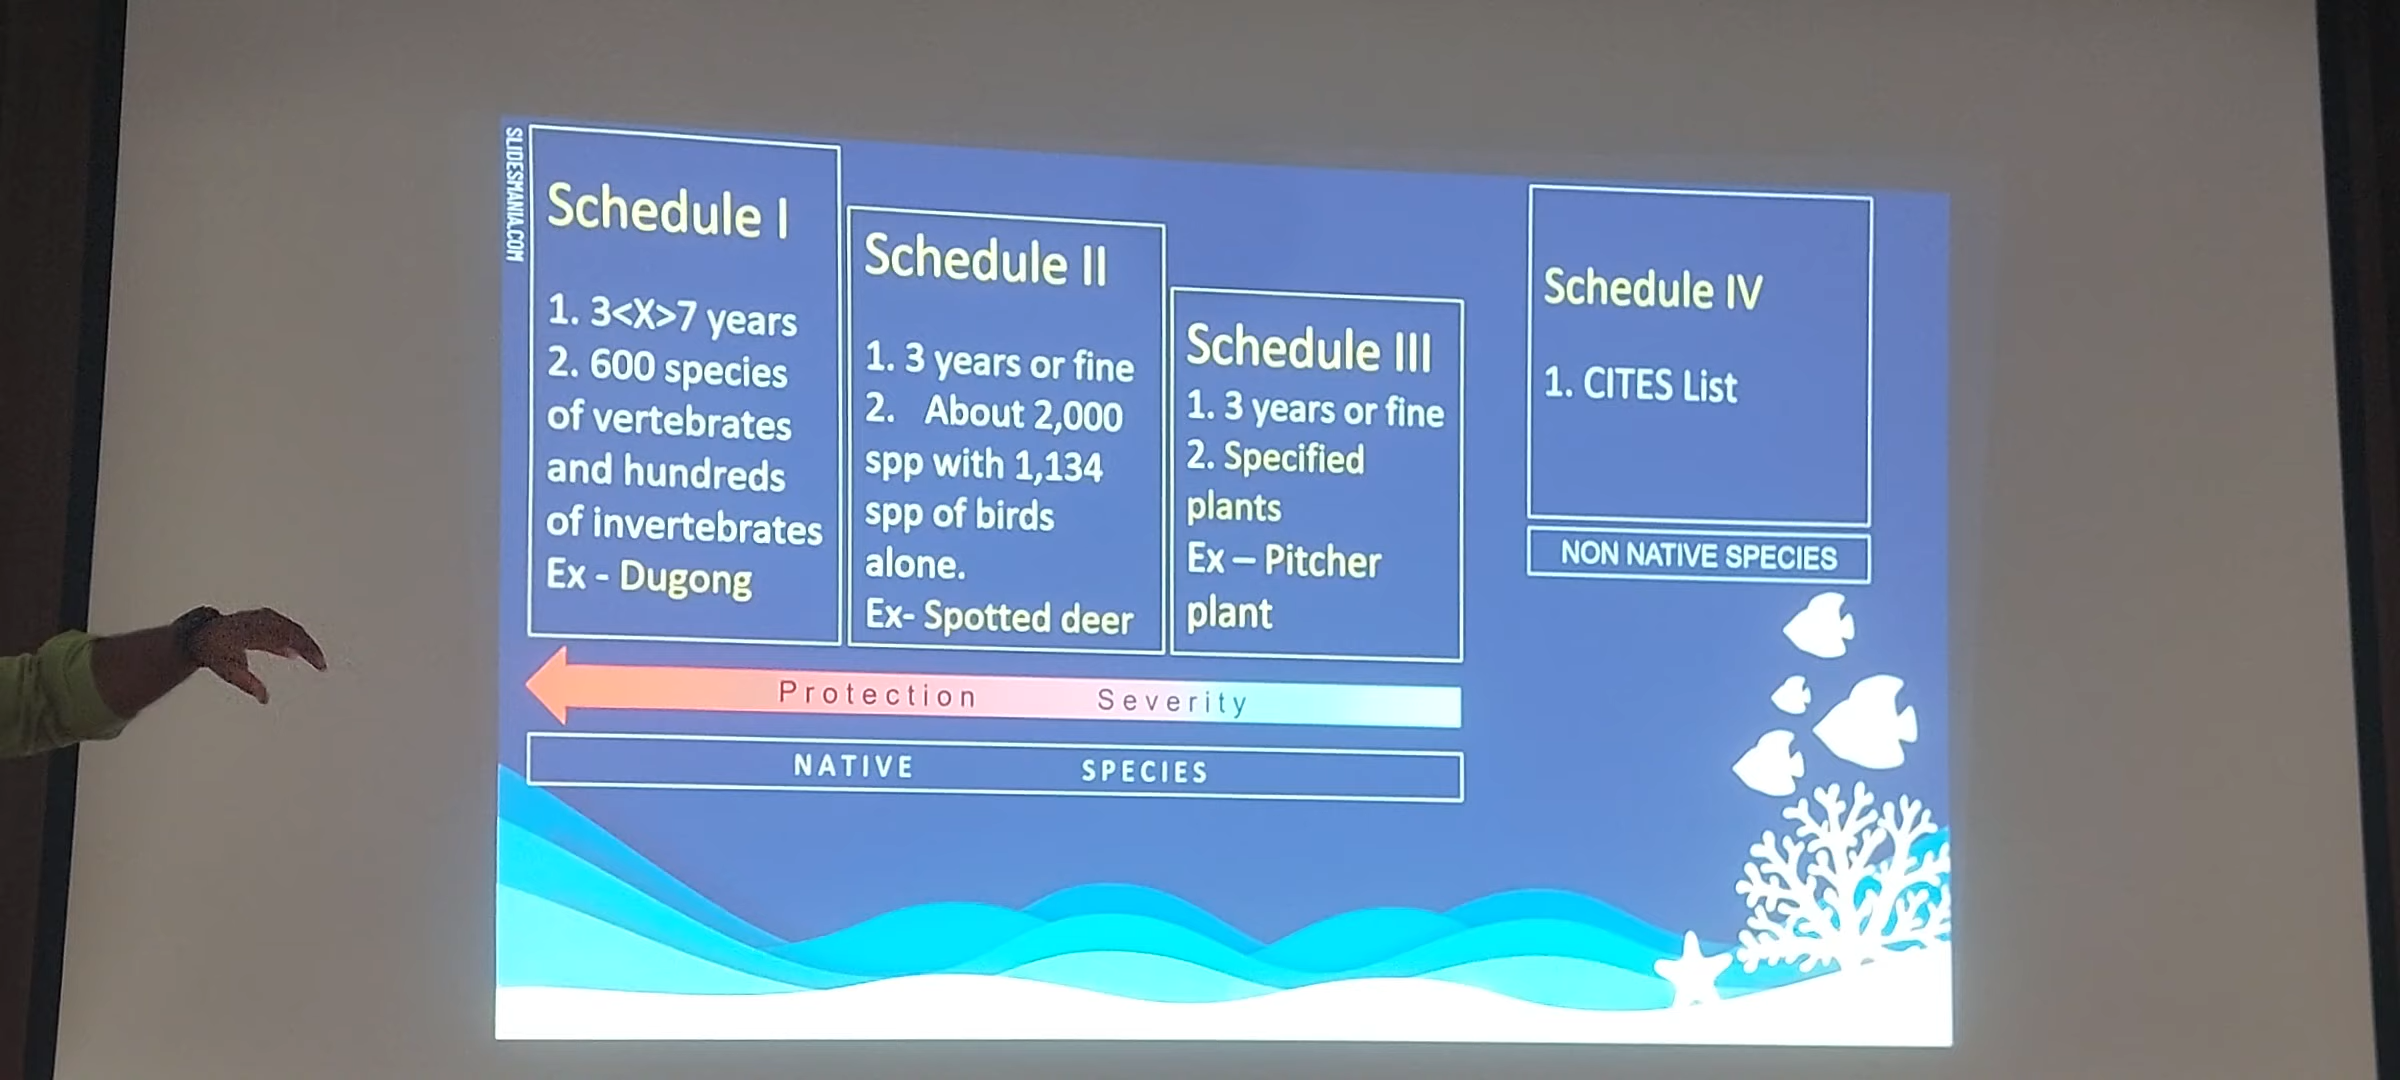 SLIDESMANIA.COM
Schedule I
1. 3<X>7 years
2. 600 species
of vertebrates
and hundreds
of invertebrates
Ex - Dugong
Schedule II
1. 3 years or fine
2. About 2,000
spp with 1,134
spp of birds
alone.
Ex- Spotted deer
Schedule III
1. 3 years or fine
2. Specified
plants
Ex – Pitcher
plant
Schedule IV
1. CITES List
NON NATIVE SPECIES
Protection Severity
NATIVE SPECIES